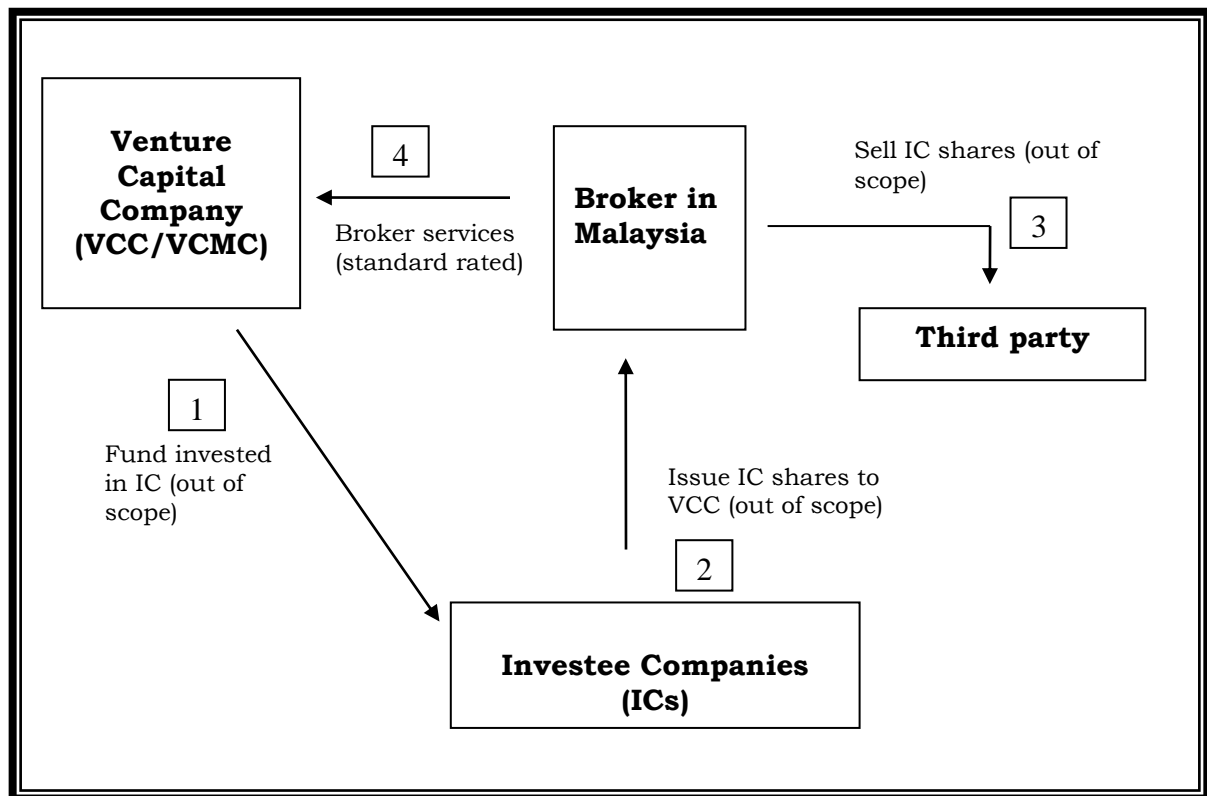 Venture
Capital
Company
(VCC/VCMC)
4
Broker services
(standard rated)
Broker in
Malaysia
Sell IC shares (out of
scope)
3
Third party
1
Fund invested
in IC (out of
scope)
Issue IC shares to
VCC (out of scope)
2
Investee Companies
(ICs)